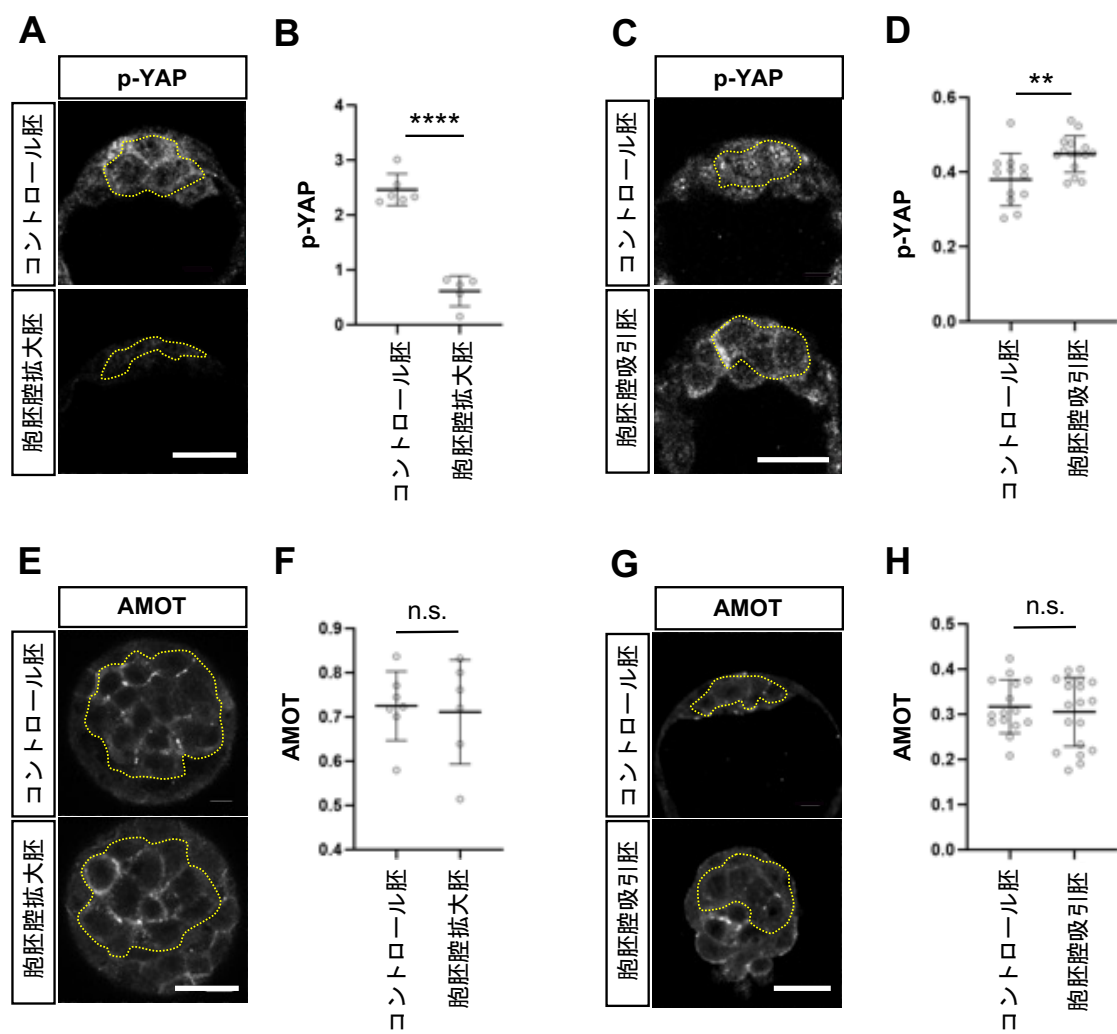 A
p-YAP
コントロール胚
胞胚腔拡大胚
B
p-YAP
4
3
2
1
0
****
コントロール胚
胞胚腔拡大胚
C
p-YAP
コントロール胚
胞胚腔吸引胚
D
p-YAP
0.6
0.4
0.2
0.0
**
コントロール胚
胞胚腔吸引胚
E
AMOT
コントロール胚
胞胚腔拡大胚
F
AMOT
0.9
0.8
0.7
0.6
0.5
0.4
n.s.
コントロール胚
胞胚腔拡大胚
G
AMOT
コントロール胚
胞胚腔吸引胚
H
AMOT
0.5
0.4
0.3
0.2
0.1
0.0
n.s.
コントロール胚
胞胚腔吸引胚